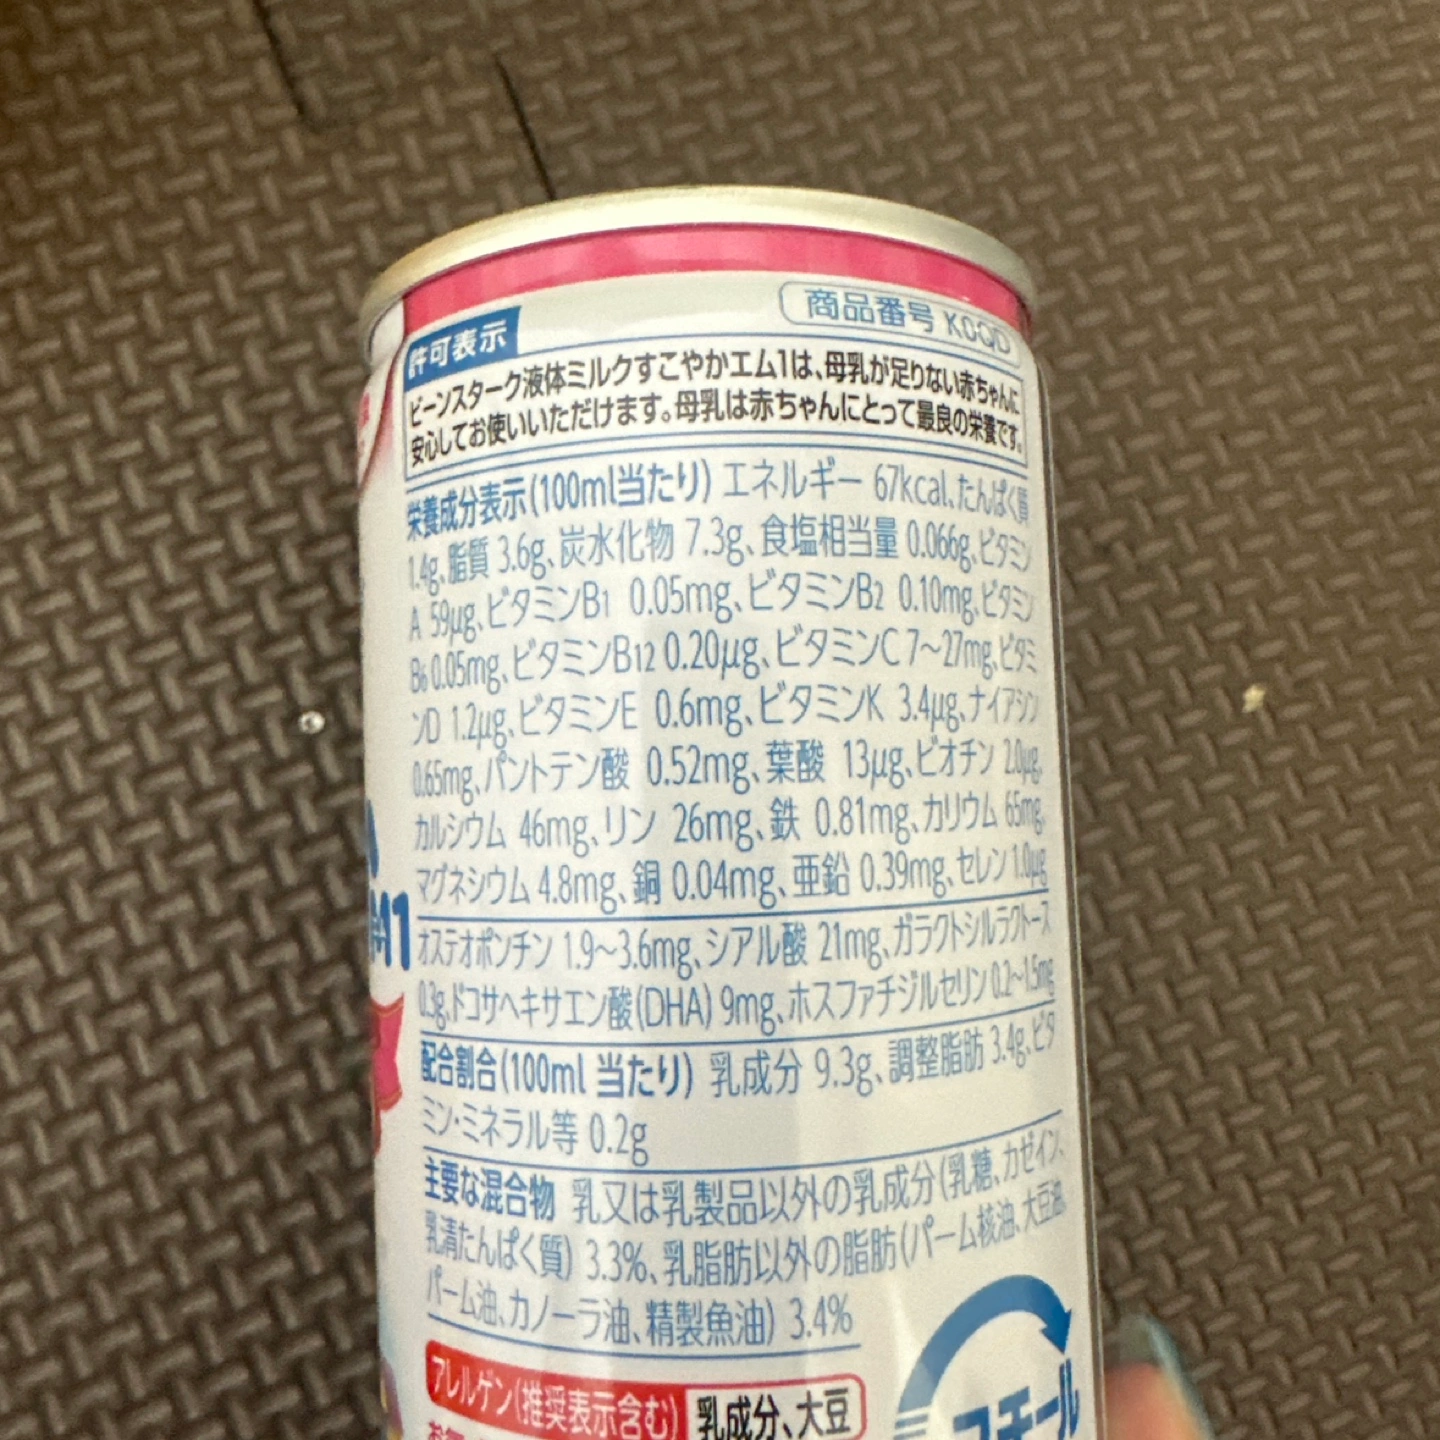 商品番号 K0QD
許可表示
ビーンスターク液体ミルクすこやかエム1は、母乳が足りない赤ちゃんに
安心してお使いいただけます。母乳は赤ちゃんにとって最良の栄養です。
栄養成分表示(100ml当たり) エネルギー 67kcal、たんぱく質
1.4g、脂質 3.6g、炭水化物 7.3g、食塩相当量 0.066g、ビタミン
A 59μg、ビタミンB1 0.05mg、ビタミンB2 0.10mg、ビタミン
B6 0.05mg、ビタミンB12 0.20μg、ビタミンC 7〜27mg、ビタミ
ンD 1.2μg、ビタミンE 0.6mg、ビタミンK 3.4μg、ナイアシン
0.65mg、パントテン酸 0.52mg、葉酸 13μg、ビオチン 2.0μg、
カルシウム 46mg、リン 26mg、鉄 0.81mg、カリウム 65mg、
マグネシウム 4.8mg、銅 0.04mg、亜鉛 0.39mg、セレン 1.0μg
オステオポンチン 1.9〜3.6mg、シアル酸 21mg、ガラクトシルラクトース
0.3g、ドコサヘキサエン酸(DHA) 9mg、ホスファチジルセリン 0.2〜1.5mg
配合割合(100ml 当たり) 乳成分 9.3g、調整脂肪 3.4g、ビタ
ミン・ミネラル等 0.2g
主要な混合物 乳又は乳製品以外の乳成分(乳糖、カゼイン、
乳清たんぱく質) 3.3%、乳脂肪以外の脂肪(パーム核油、大豆油、
パーム油、カノーラ油、精製魚油) 3.4%
アレルゲン(推奨表示含む) 乳成分、大豆
スチール